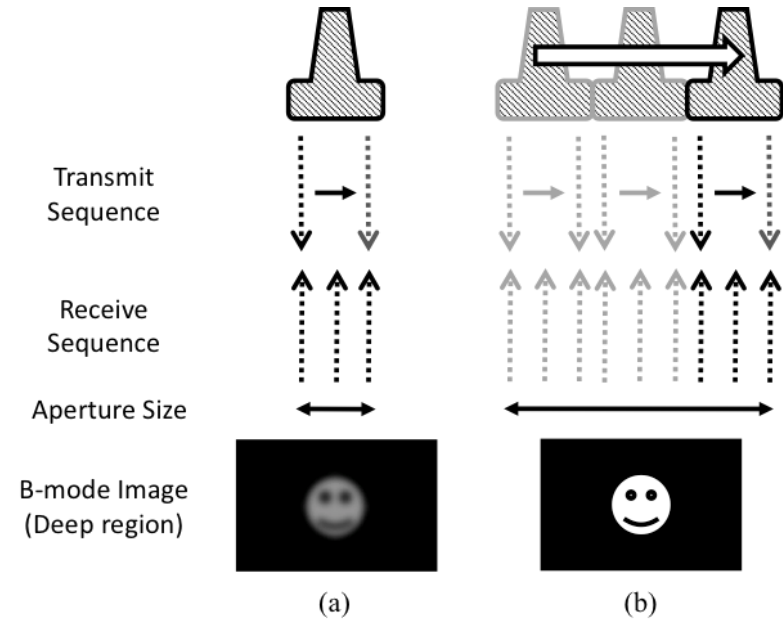 Transmit
Sequence
Receive
Sequence
Aperture Size
B-mode Image
(Deep region)
(a)
(b)